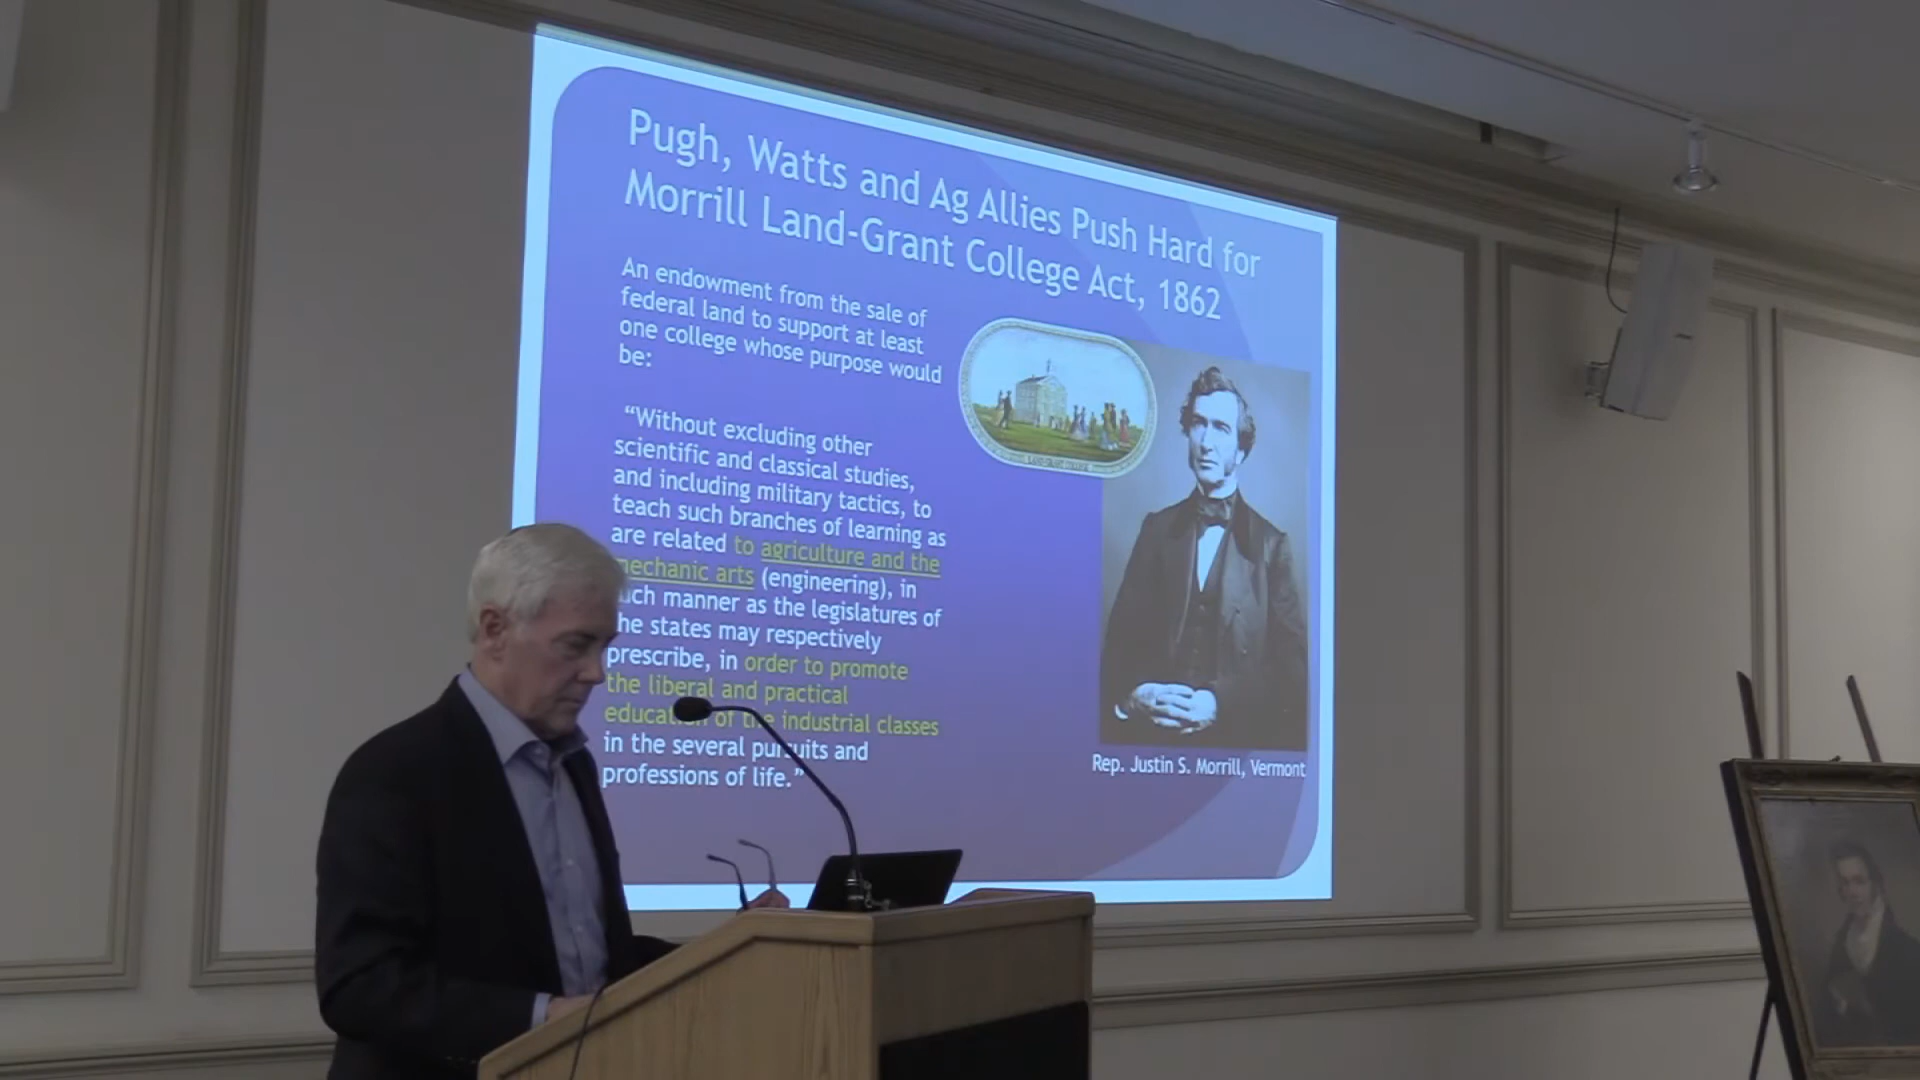 Pugh, Watts and Ag Allies Push Hard for
Morrill Land-Grant College Act, 1862
An endowment from the sale of
federal land to support at least
one college whose purpose would
be:
“Without excluding other
scientific and classical studies,
and including military tactics, to
teach such branches of learning as
are related to agriculture and the
mechanic arts (engineering), in
such manner as the legislatures of
the states may respectively
prescribe, in order to promote
the liberal and practical
education of the industrial classes
in the several pursuits and
professions of life.”
Rep. Justin S. Morrill, Vermont